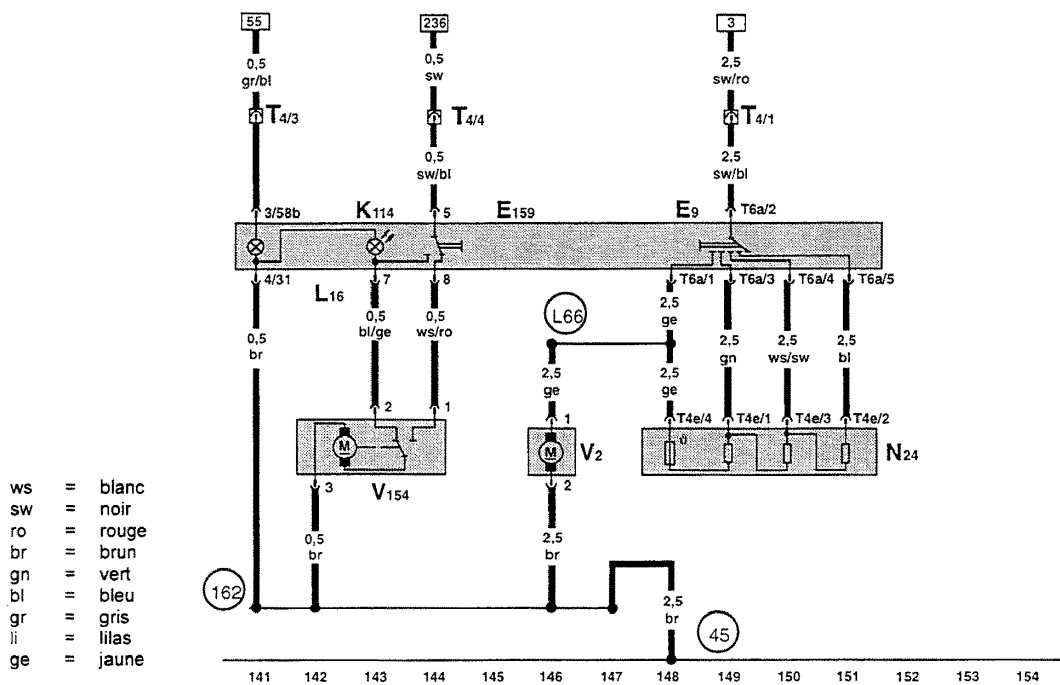 55 236 3
0,5 0,5 2,5
gr/bl sw sw/ro
T4/3 T4/4 T4/1
0,5 2,5
sw/bl sw/bl
3/58b K114 5 E159 E9 T6a/2
4/31 7 8 T6a/1 T6a/3 T6a/4 T6a/5
L16
0,5 0,5 2,5
bl/ge ws/ro ge
L66
0,5 2,5 2,5 2,5
br gn ws/sw bl
2,5 2,5
ge ge
2 1 1 T4e/4 T4e/1 T4e/3 T4e/2
M M ϑ
V154 V2 N24
3 2
0,5 2,5
br br
ws = blanc
sw = noir
ro = rouge
br = brun
gn = vert
bl = bleu
gr = gris
li = lilas
ge = jaune
162
2,5
br
45
141 142 143 144 145 146 147 148 149 150 151 152 153 154